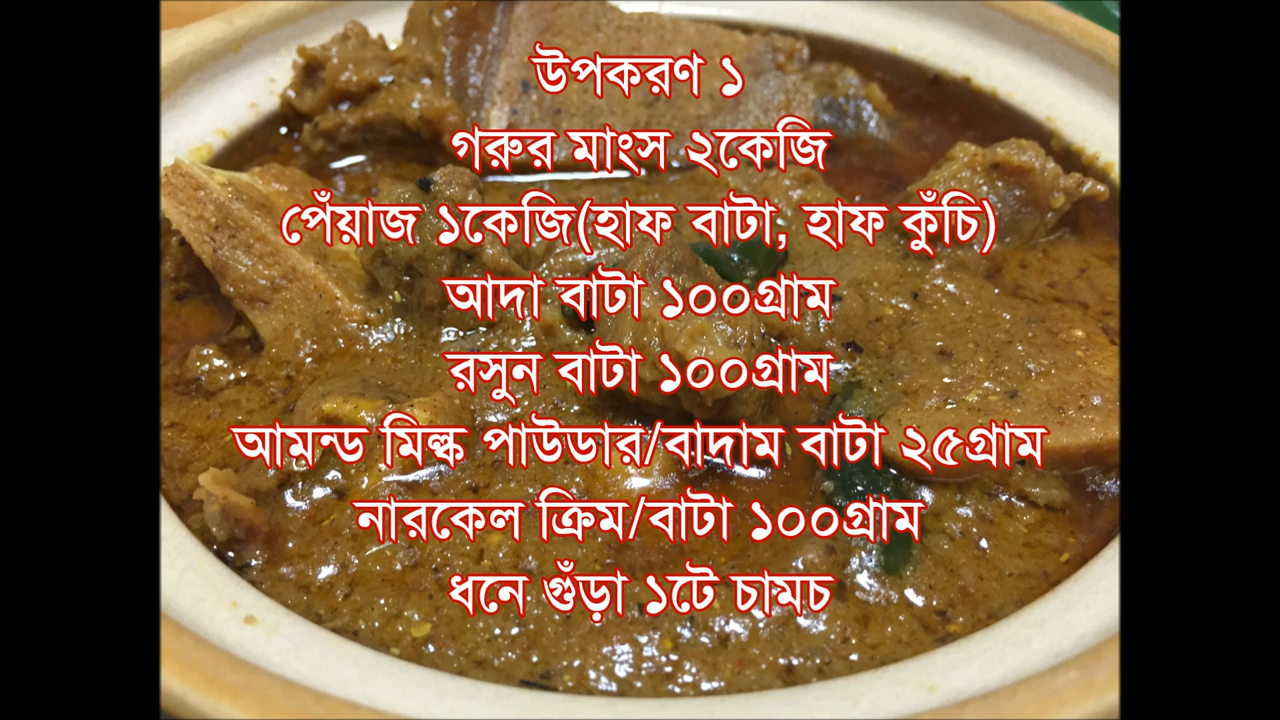 উপকরণ ১
গরুর মাংস ২কেজি
পেঁয়াজ ১কেজি(হাফ বাটা, হাফ কুঁচি)
আদা বাটা ১০০গ্রাম
রসুন বাটা ১০০গ্রাম
আমন্ড মিল্ক পাউডার/বাদাম বাটা ২৫গ্রাম
নারকেল ক্রিম/বাটা ১০০গ্রাম
ধনে গুঁড়া ১টে চামচ